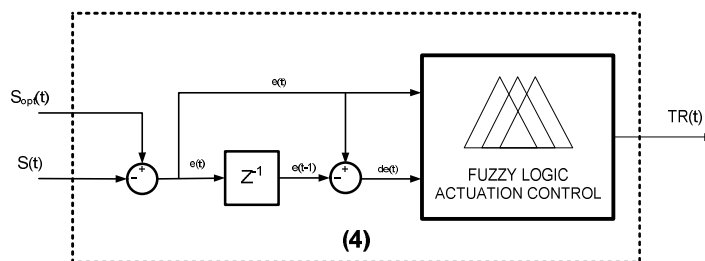 e(t)
S_opt(t)
S(t)
+
-
e(t)
Z^-1
e(t-1)
+
-
de(t)
FUZZY LOGIC
ACTUATION CONTROL
TR(t)
(4)